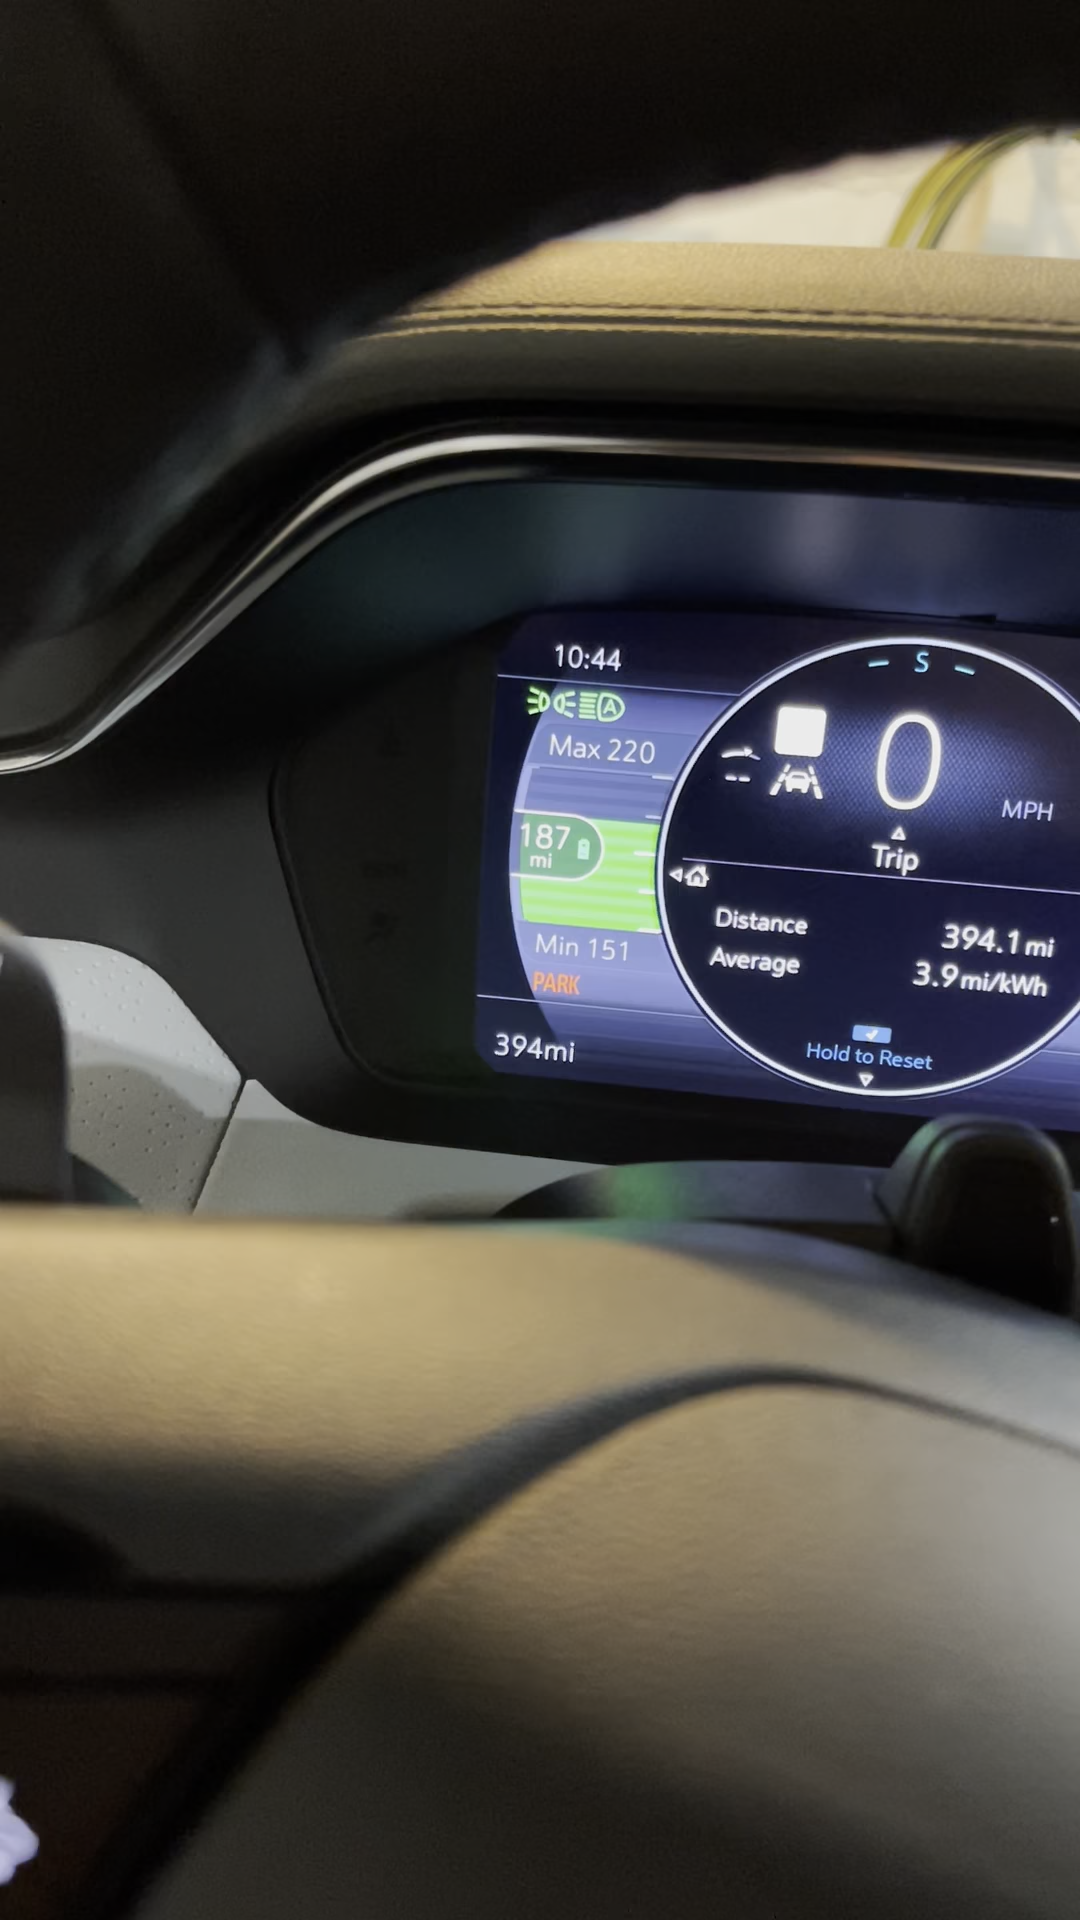 10:44
S
A
Max 220
0
MPH
187
mi
Trip
Distance 394.1 mi
Average 3.9 mi/kWh
Min 151
PARK
394mi
Hold to Reset